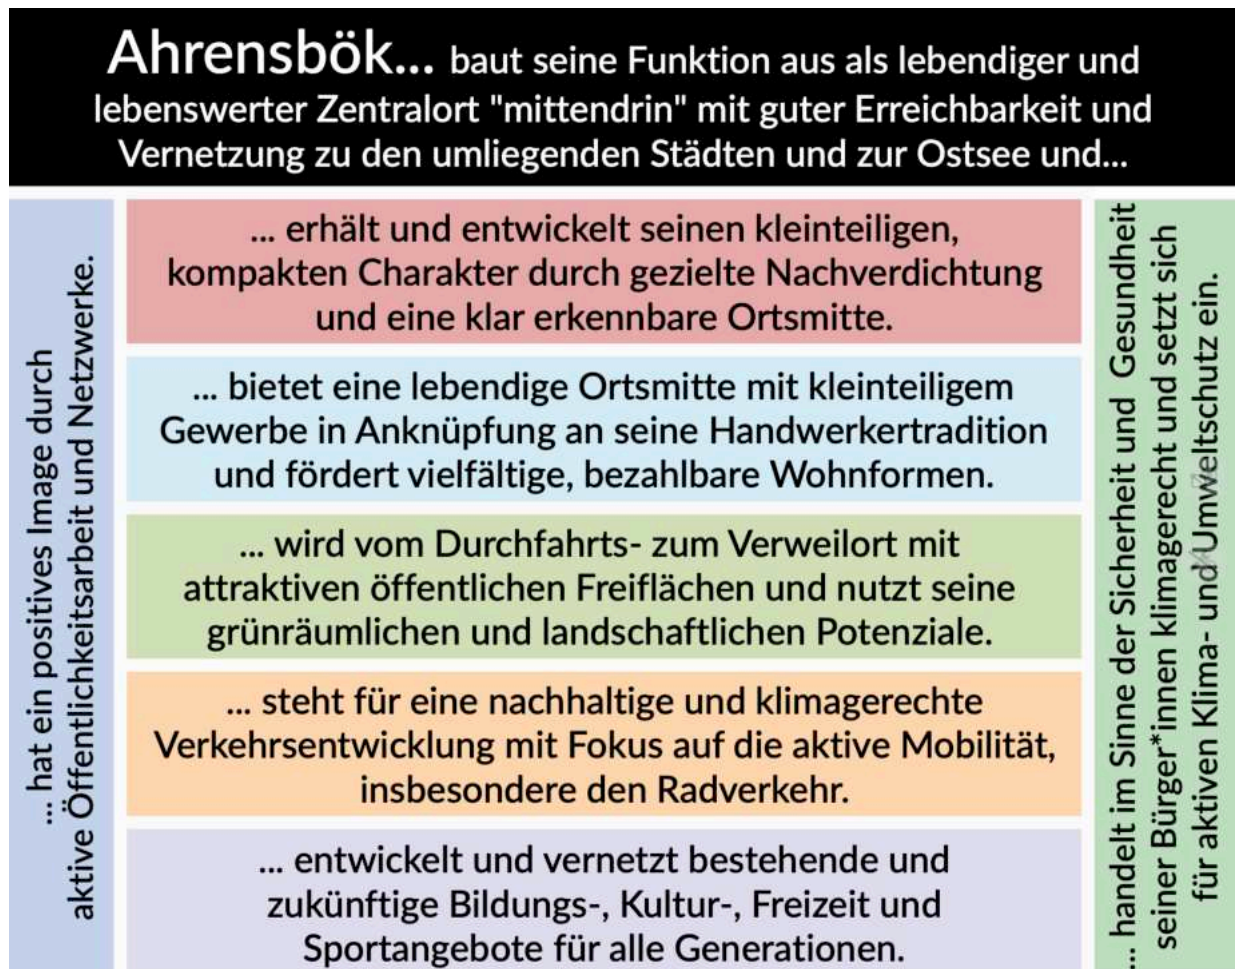 Ahrensbök... baut seine Funktion aus als lebendiger und
lebenswerter Zentralort "mittendrin" mit guter Erreichbarkeit und
Vernetzung zu den umliegenden Städten und zur Ostsee und...
... hat ein positives Image durch
aktive Öffentlichkeitsarbeit und Netzwerke.
... erhält und entwickelt seinen kleinteiligen,
kompakten Charakter durch gezielte Nachverdichtung
und eine klar erkennbare Ortsmitte.
... bietet eine lebendige Ortsmitte mit kleinteiligem
Gewerbe in Anknüpfung an seine Handwerkertradition
und fördert vielfältige, bezahlbare Wohnformen.
... wird vom Durchfahrts- zum Verweilort mit
attraktiven öffentlichen Freiflächen und nutzt seine
grünräumlichen und landschaftlichen Potenziale.
... steht für eine nachhaltige und klimagerechte
Verkehrsentwicklung mit Fokus auf die aktive Mobilität,
insbesondere den Radverkehr.
... entwickelt und vernetzt bestehende und
zukünftige Bildungs-, Kultur-, Freizeit und
Sportangebote für alle Generationen.
... handelt im Sinne der Sicherheit und Gesundheit
seiner Bürger*innen klimagerecht und setzt sich
für aktiven Klima- und Umweltschutz ein.